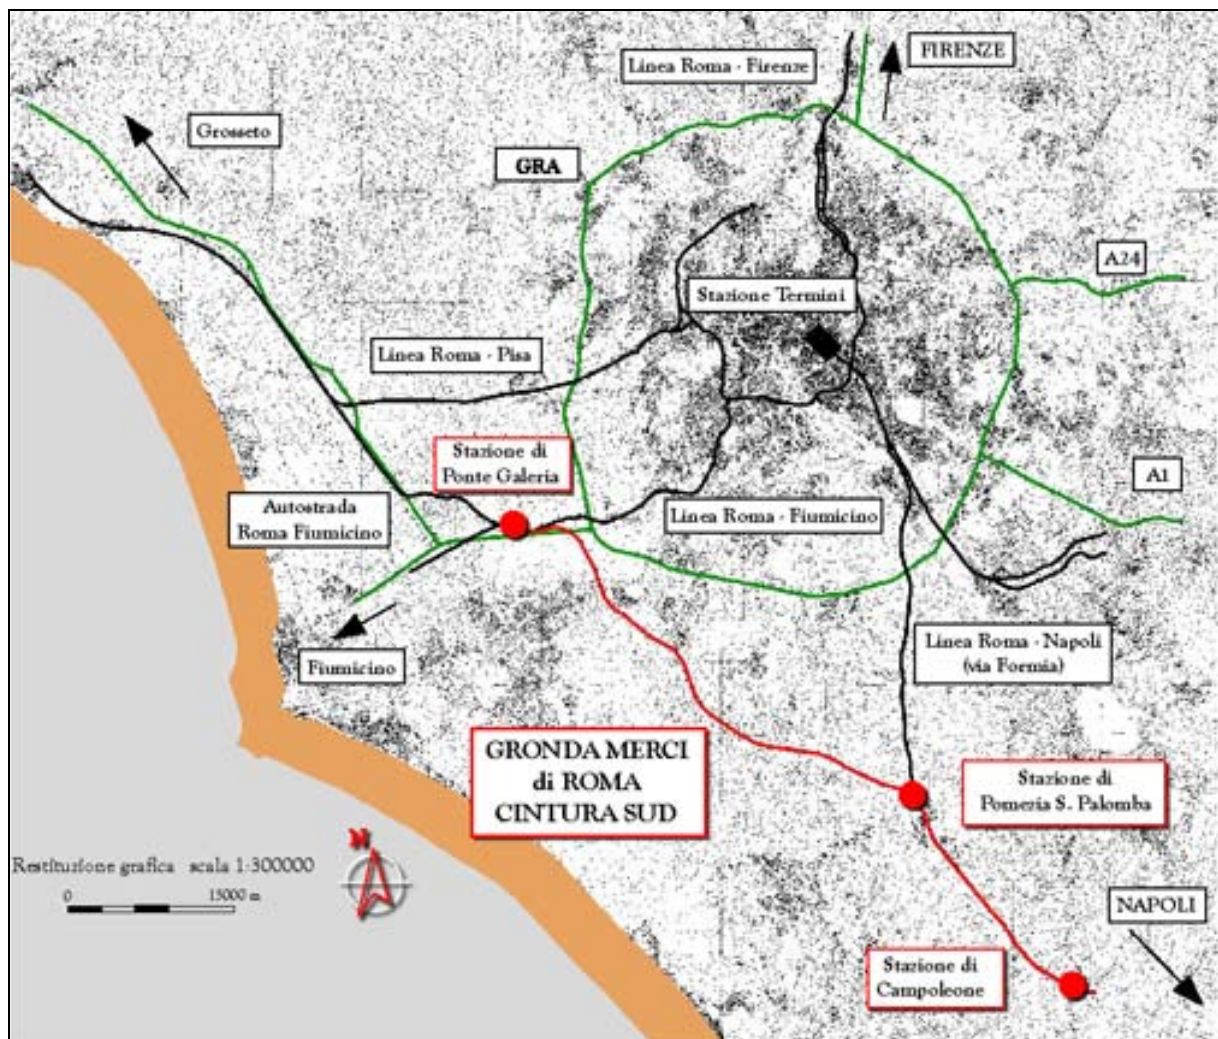 Linea Roma - Firenze
FIRENZE
Grosseto
GRA
A24
Stazione Termini
Linea Roma - Pisa
Stazione di
Ponte Galeria
A1
Autostrada
Roma Fiumicino
Linea Roma - Fiumicino
Linea Roma - Napoli
(via Formia)
Fiumicino
GRONDA MERCI
di ROMA
CINTURA SUD
Stazione di
Pomezia S. Palomba
N
Restituzione grafica scala 1:300000
0 15000 m
NAPOLI
Stazione di
Campoleone